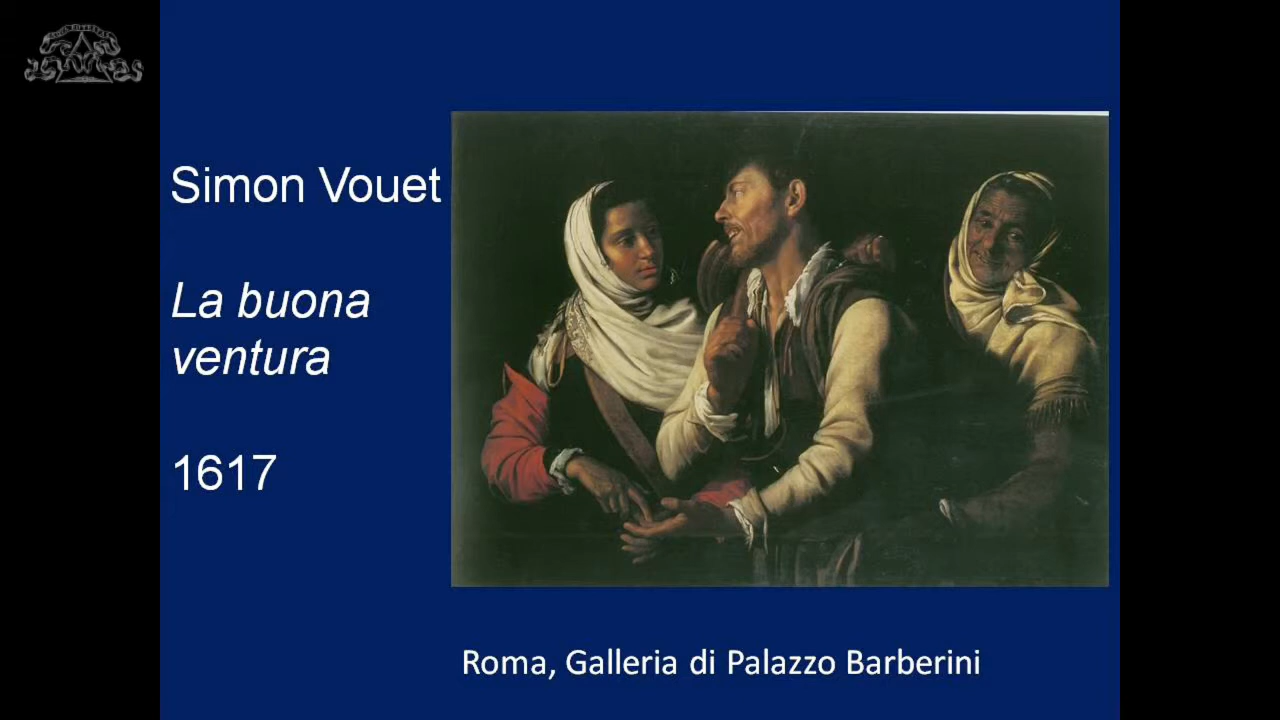 Simon Vouet
La buona
ventura
1617
Roma, Galleria di Palazzo Barberini